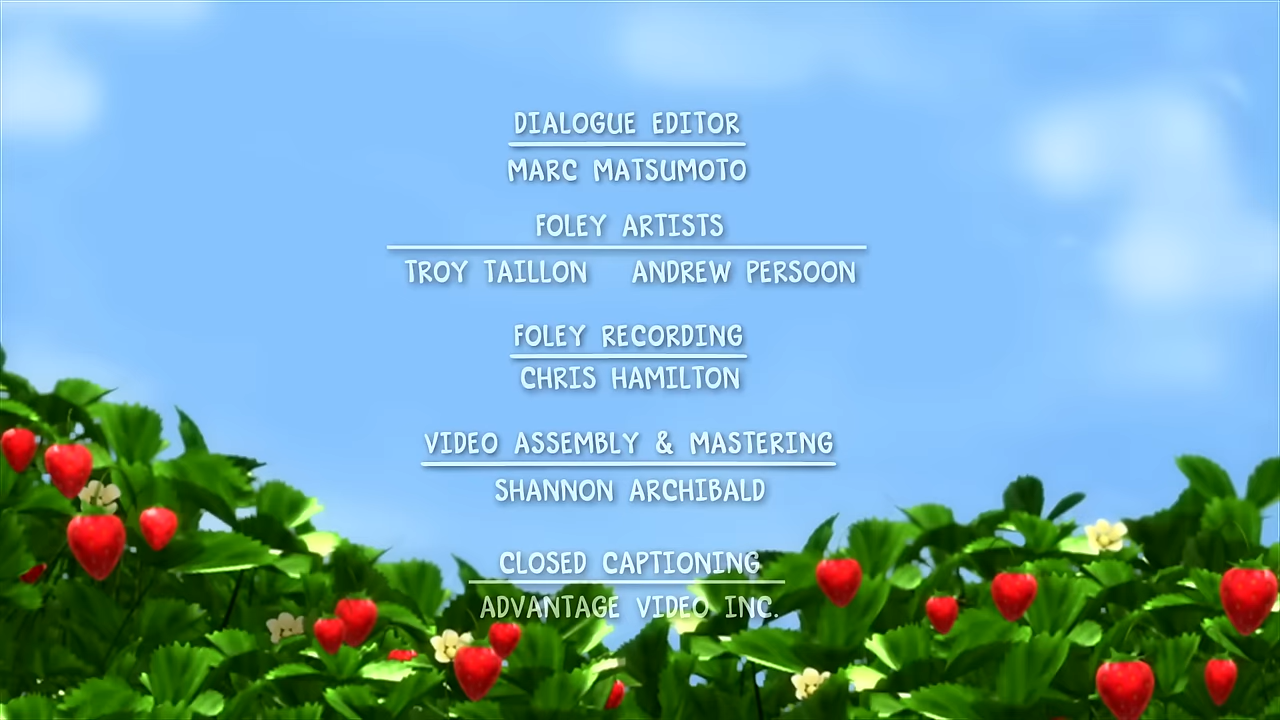 DIALOGUE EDITOR
MARC MATSUMOTO
FOLEY ARTISTS
TROY TAILLON ANDREW PERSOON
FOLEY RECORDING
CHRIS HAMILTON
VIDEO ASSEMBLY & MASTERING
SHANNON ARCHIBALD
CLOSED CAPTIONING
ADVANTAGE VIDEO INC.